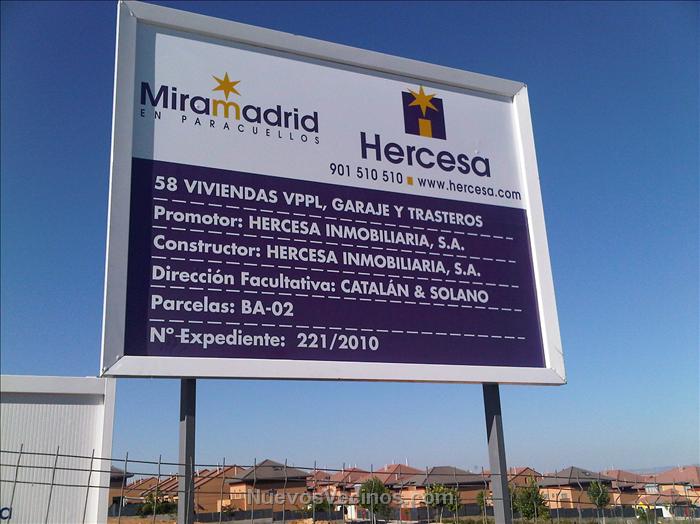 Miramadrid
EN PARACUELLOS
Hercesa
901 510 510 ■ www.hercesa.com
58 VIVIENDAS VPPL, GARAJE Y TRASTEROS
Promotor: HERCESA INMOBILIARIA, S.A.
Constructor: HERCESA INMOBILIARIA, S.A.
Dirección Facultativa: CATALÁN & SOLANO
Parcelas: BA-02
Nº Expediente: 221/2010
NuevosVecinos.com